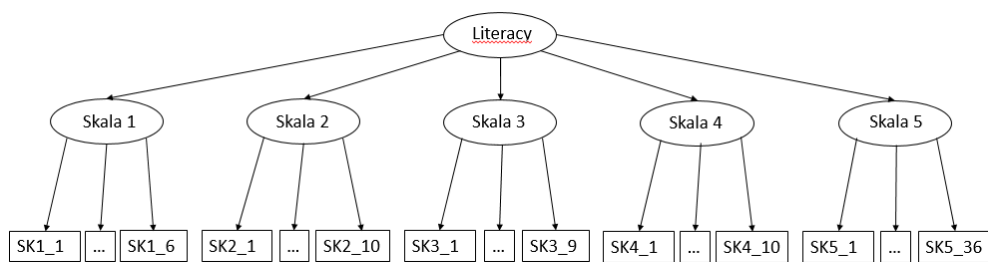 Literacy
Skala 1 Skala 2 Skala 3 Skala 4 Skala 5
SK1_1 ... SK1_6 SK2_1 ... SK2_10 SK3_1 ... SK3_9 SK4_1 ... SK4_10 SK5_1 ... SK5_36